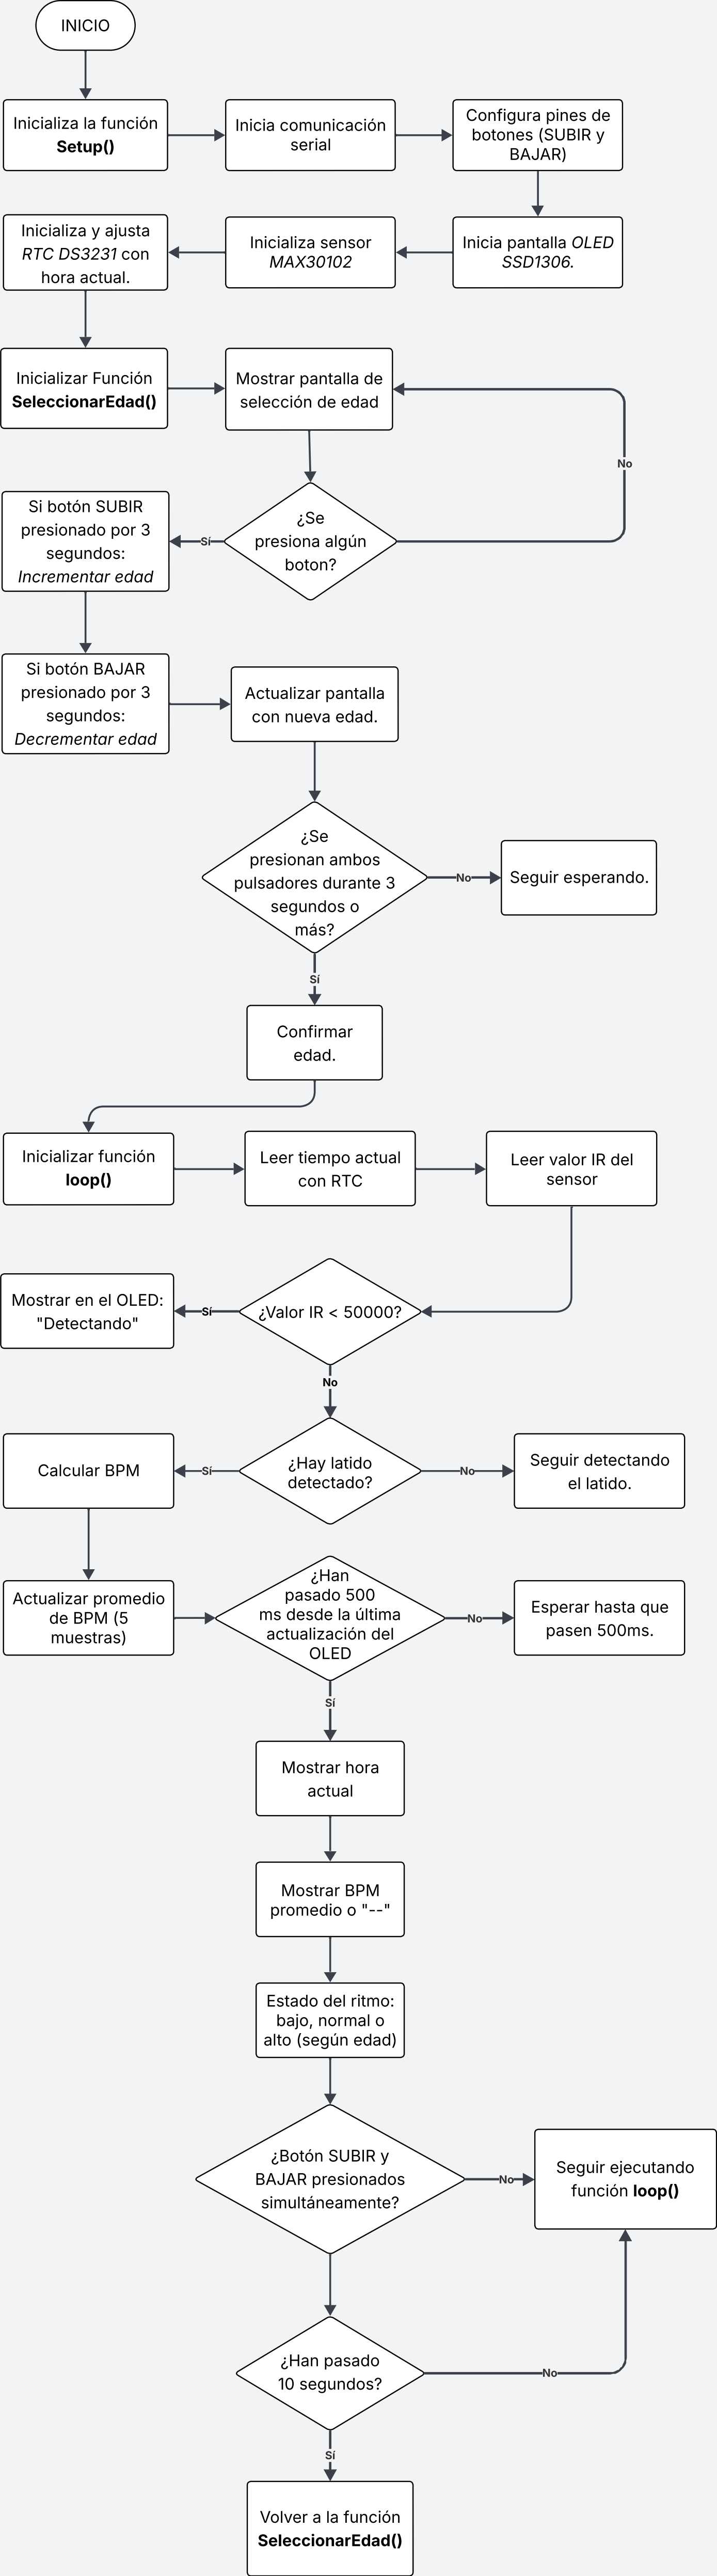 INICIO
Inicializa la función
Setup()
Inicia comunicación
serial
Configura pines de
botones (SUBIR y
BAJAR)
Inicializa y ajusta
RTC DS3231 con
hora actual.
Inicializa sensor
MAX30102
Inicia pantalla OLED
SSD1306.
Inicializar Función
SeleccionarEdad()
Mostrar pantalla de
selección de edad
No
Si botón SUBIR
presionado por 3
segundos:
Incrementar edad
Sí
¿Se
presiona algún
boton?
Si botón BAJAR
presionado por 3
segundos:
Decrementar edad
Actualizar pantalla
con nueva edad.
¿Se
presionan ambos
pulsadores durante 3
segundos o
más?
No
Seguir esperando.
Sí
Confirmar
edad.
Inicializar función
loop()
Leer tiempo actual
con RTC
Leer valor IR del
sensor
Mostrar en el OLED:
"Detectando"
Sí
¿Valor IR < 50000?
No
Calcular BPM
Sí
¿Hay latido
detectado?
No
Seguir detectando
el latido.
Actualizar promedio
de BPM (5
muestras)
¿Han
pasado 500
ms desde la última
actualización del
OLED
No
Esperar hasta que
pasen 500ms.
Sí
Mostrar hora
actual
Mostrar BPM
promedio o "--"
Estado del ritmo:
bajo, normal o
alto (según edad)
¿Botón SUBIR y
BAJAR presionados
simultáneamente?
No
Seguir ejecutando
función loop()
¿Han pasado
10 segundos?
No
Sí
Volver a la función
SeleccionarEdad()